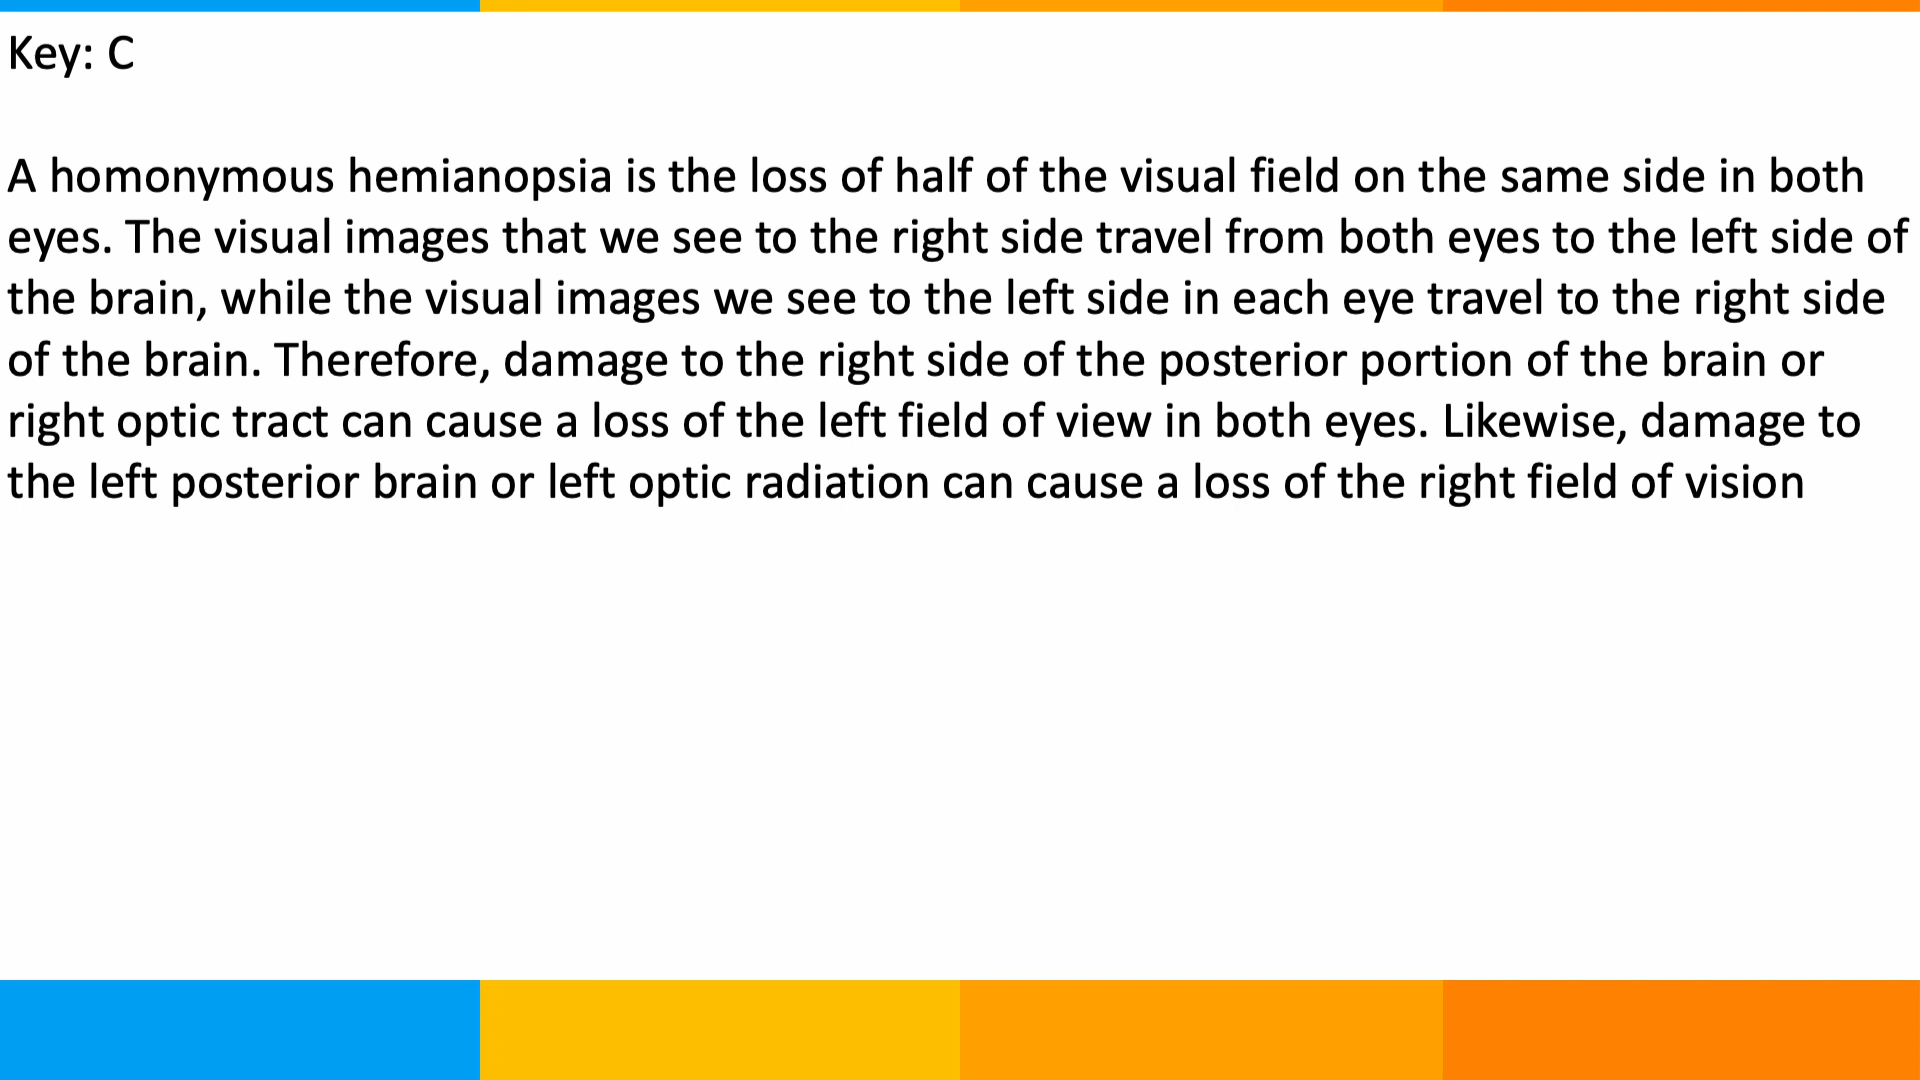 Key: C
A homonymous hemianopsia is the loss of half of the visual field on the same side in both
eyes. The visual images that we see to the right side travel from both eyes to the left side of
the brain, while the visual images we see to the left side in each eye travel to the right side
of the brain. Therefore, damage to the right side of the posterior portion of the brain or
right optic tract can cause a loss of the left field of view in both eyes. Likewise, damage to
the left posterior brain or left optic radiation can cause a loss of the right field of vision